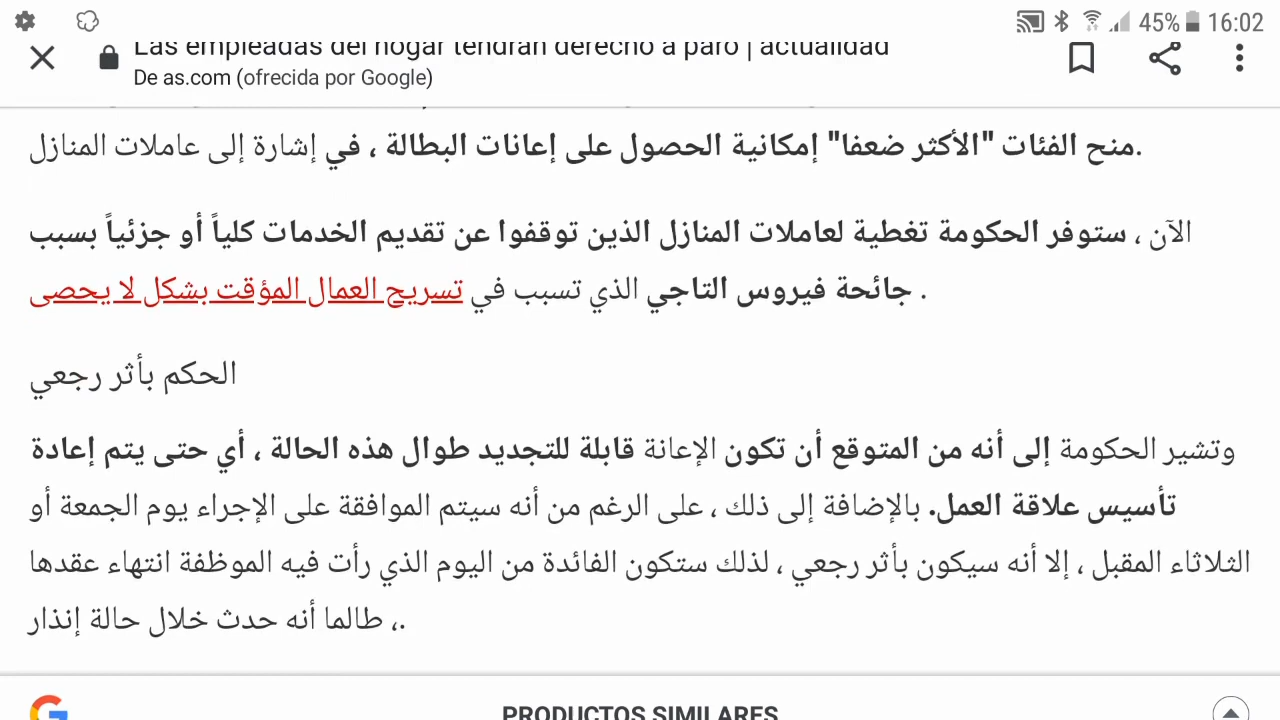 45% 16:02
Las empleadas del hogar tendrán derecho a paro | actualidad
De as.com (ofrecida por Google)
منح الفئات "الأكثر ضعفا" إمكانية الحصول على إعانات البطالة ، في إشارة إلى عاملات المنازل.
الآن ، ستوفر الحكومة تغطية لعاملات المنازل الذين توقفوا عن تقديم الخدمات كلياً أو جزئياً بسبب
جائحة فيروس التاجي الذي تسبب في تسريح العمال المؤقت بشكل لا يحصى .
الحكم بأثر رجعي
وتشير الحكومة إلى أنه من المتوقع أن تكون الإعانة قابلة للتجديد طوال هذه الحالة ، أي حتى يتم إعادة
تأسيس علاقة العمل. بالإضافة إلى ذلك ، على الرغم من أنه سيتم الموافقة على الإجراء يوم الجمعة أو
الثلاثاء المقبل ، إلا أنه سيكون بأثر رجعي ، لذلك ستكون الفائدة من اليوم الذي رأت فيه الموظفة انتهاء عقدها
، طالما أنه حدث خلال حالة إنذار.
PRODUCTOS SIMILARES